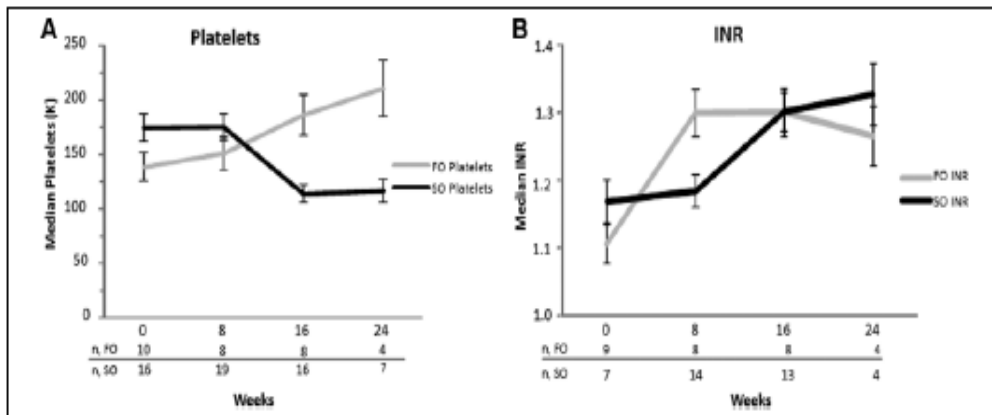 A
Platelets
Median Platelets (K)
250
200
150
100
50
0
FO Platelets
SO Platelets
0 8 16 24
n, FO 10 8 8 4
n, SO 16 19 16 7
Weeks
B
INR
Median INR
1.4
1.3
1.2
1.1
1.0
FO INR
SO INR
0 8 16 24
n, FO 9 8 8 4
n, SO 7 14 13 4
Weeks